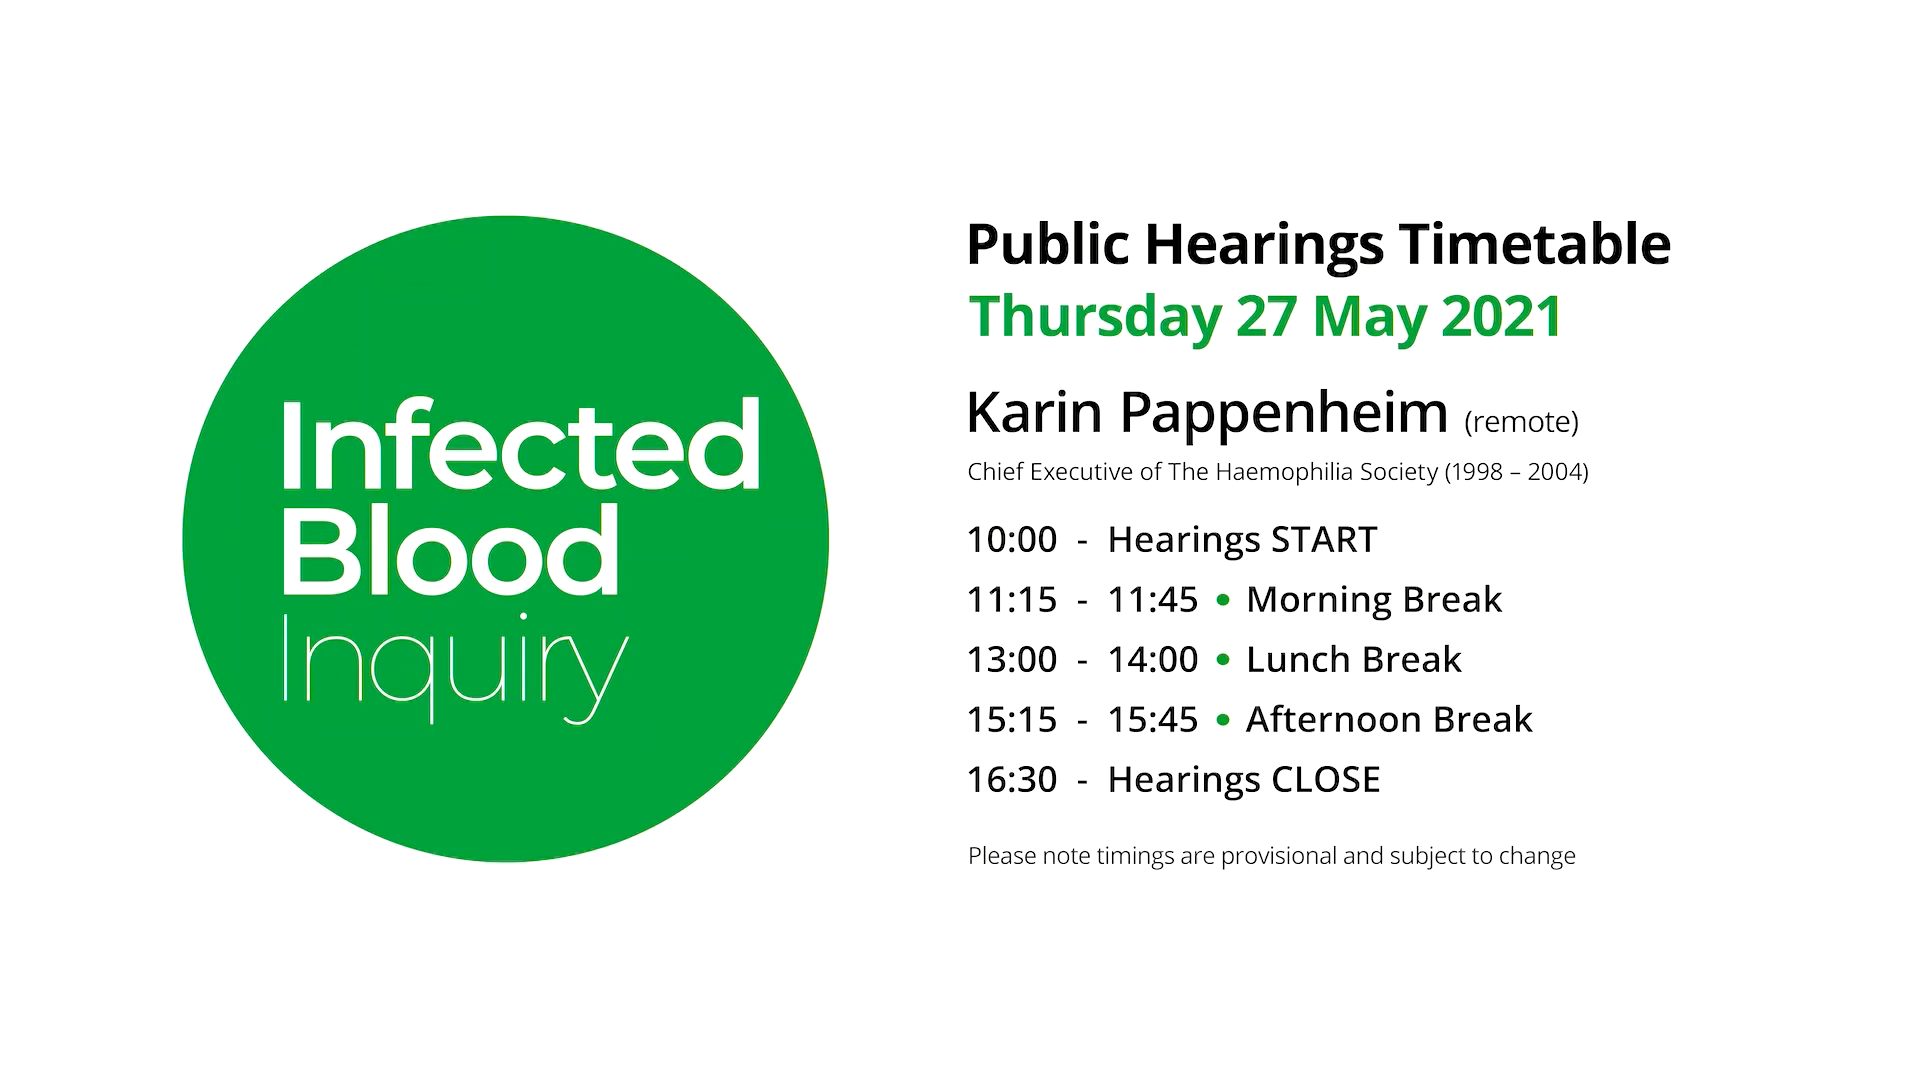 Infected
Blood
Inquiry
Public Hearings Timetable
Thursday 27 May 2021
Karin Pappenheim (remote)
Chief Executive of The Haemophilia Society (1998 – 2004)
10:00 - Hearings START
11:15 - 11:45 • Morning Break
13:00 - 14:00 • Lunch Break
15:15 - 15:45 • Afternoon Break
16:30 - Hearings CLOSE
Please note timings are provisional and subject to change